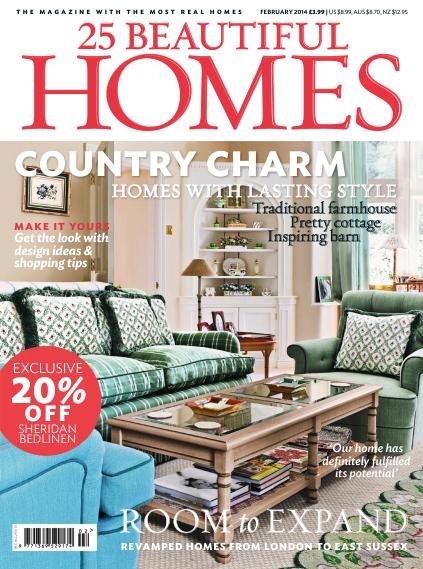 THE MAGAZINE WITH THE MOST REAL HOMES
FEBRUARY 2014 £3.99 | US $8.99, AUS $8.70, NZ $12.95
25 BEAUTIFUL
HOMES
COUNTRY CHARM
HOMES WITH LASTING STYLE
Traditional farmhouse
Pretty cottage
Inspiring barn
MAKE IT YOURS
Get the look with
design ideas &
shopping tips
EXCLUSIVE
20%
OFF
SHERIDAN
BEDLINEN
'Our home has
definitely fulfilled
its potential'
ROOM to EXPAND
REVAMPED HOMES FROM LONDON TO EAST SUSSEX